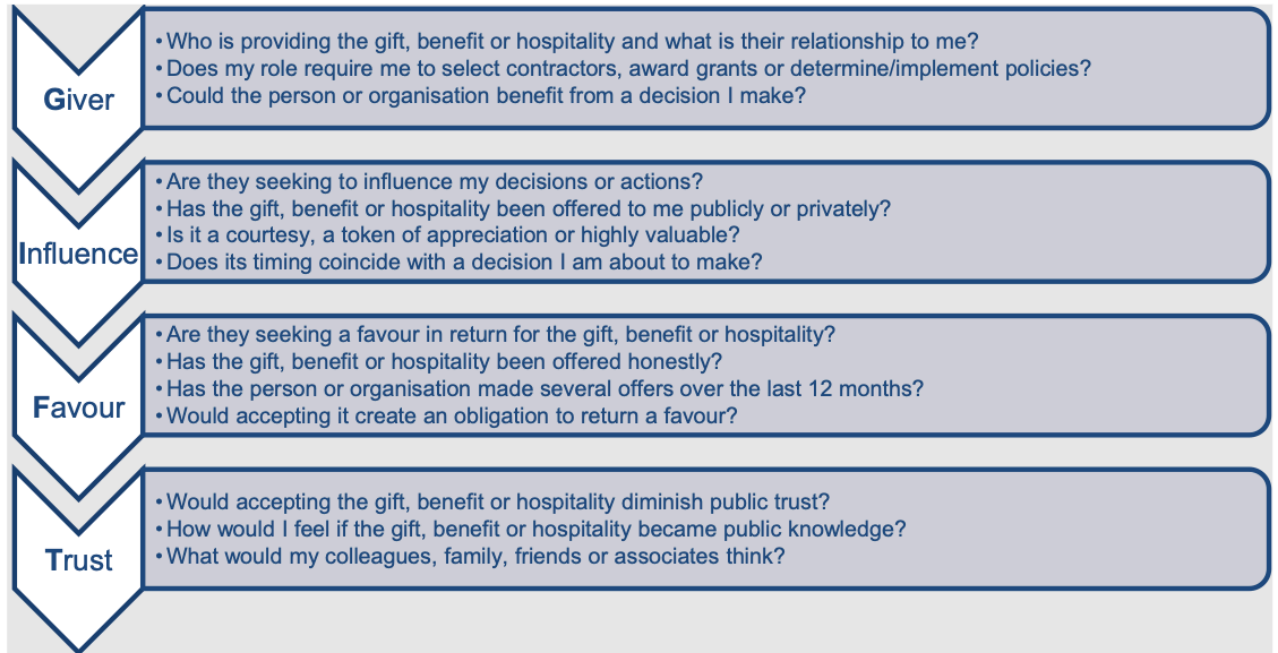 Giver
• Who is providing the gift, benefit or hospitality and what is their relationship to me?
• Does my role require me to select contractors, award grants or determine/implement policies?
• Could the person or organisation benefit from a decision I make?
Influence
• Are they seeking to influence my decisions or actions?
• Has the gift, benefit or hospitality been offered to me publicly or privately?
• Is it a courtesy, a token of appreciation or highly valuable?
• Does its timing coincide with a decision I am about to make?
Favour
• Are they seeking a favour in return for the gift, benefit or hospitality?
• Has the gift, benefit or hospitality been offered honestly?
• Has the person or organisation made several offers over the last 12 months?
• Would accepting it create an obligation to return a favour?
Trust
• Would accepting the gift, benefit or hospitality diminish public trust?
• How would I feel if the gift, benefit or hospitality became public knowledge?
• What would my colleagues, family, friends or associates think?